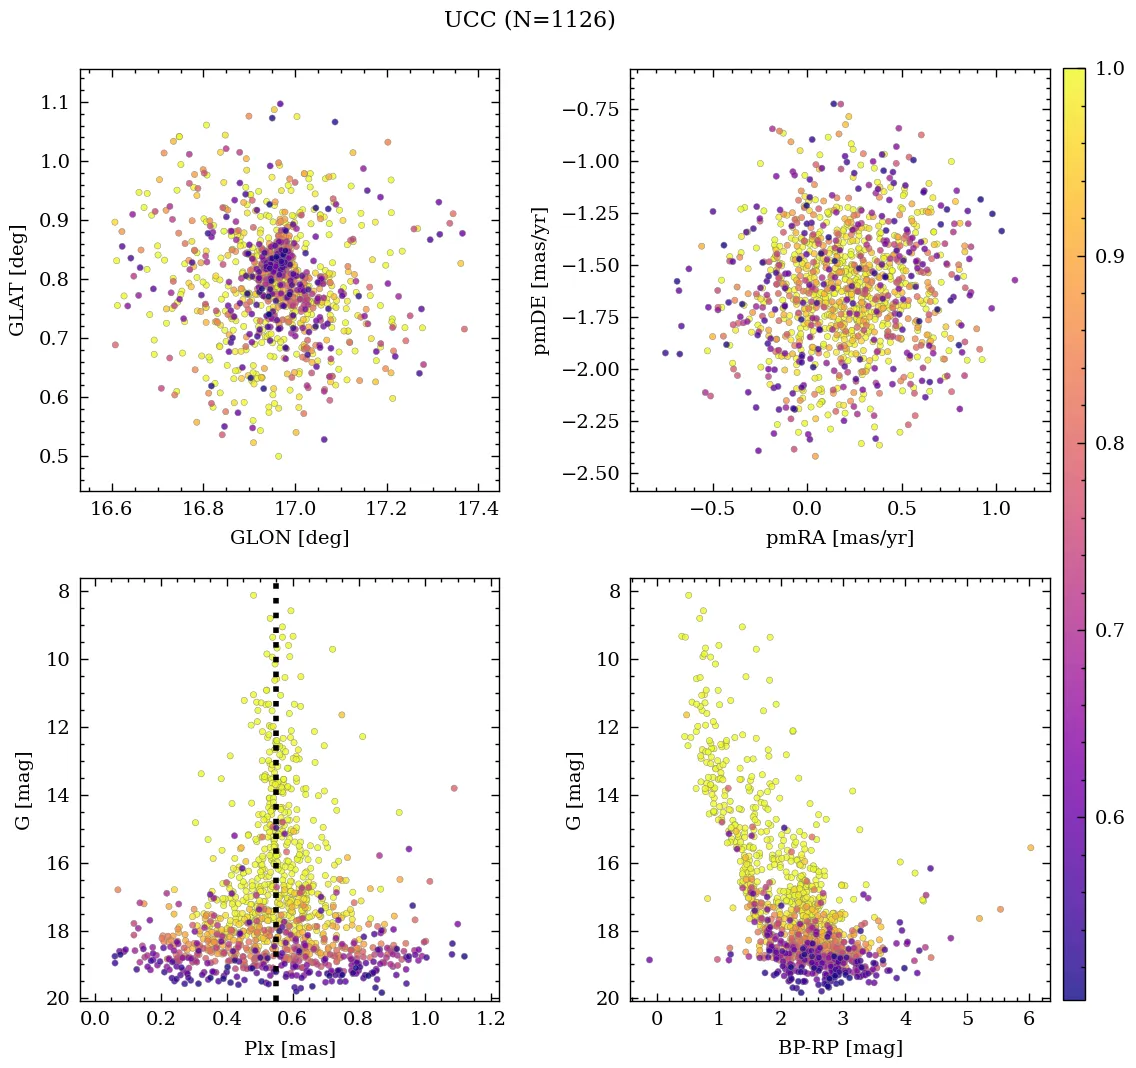 UCC (N=1126)
1.1
1.0
0.9
0.8
0.7
0.6
0.5
GLAT [deg]
16.6 16.8 17.0 17.2 17.4
GLON [deg]
−0.75
−1.00
−1.25
−1.50
−1.75
−2.00
−2.25
−2.50
pmDE [mas/yr]
−0.5 0.0 0.5 1.0
pmRA [mas/yr]
1.0
0.9
0.8
0.7
0.6
8
10
12
14
16
18
20
G [mag]
0.0 0.2 0.4 0.6 0.8 1.0 1.2
Plx [mas]
8
10
12
14
16
18
20
G [mag]
0 1 2 3 4 5 6
BP-RP [mag]